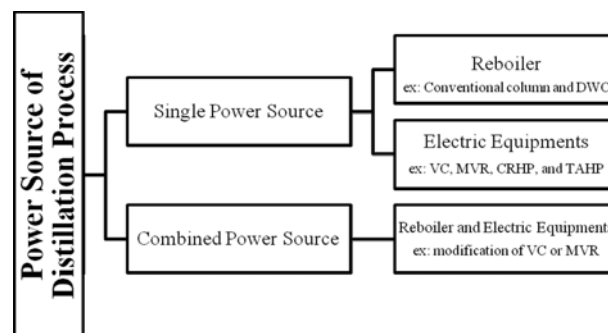 Power Source of
Distillation Process
Single Power Source
Combined Power Source
Reboiler
ex: Conventional column and DWC
Electric Equipments
ex: VC, MVR, CRHP, and TAHP
Reboiler and Electric Equipments
ex: modification of VC or MVR